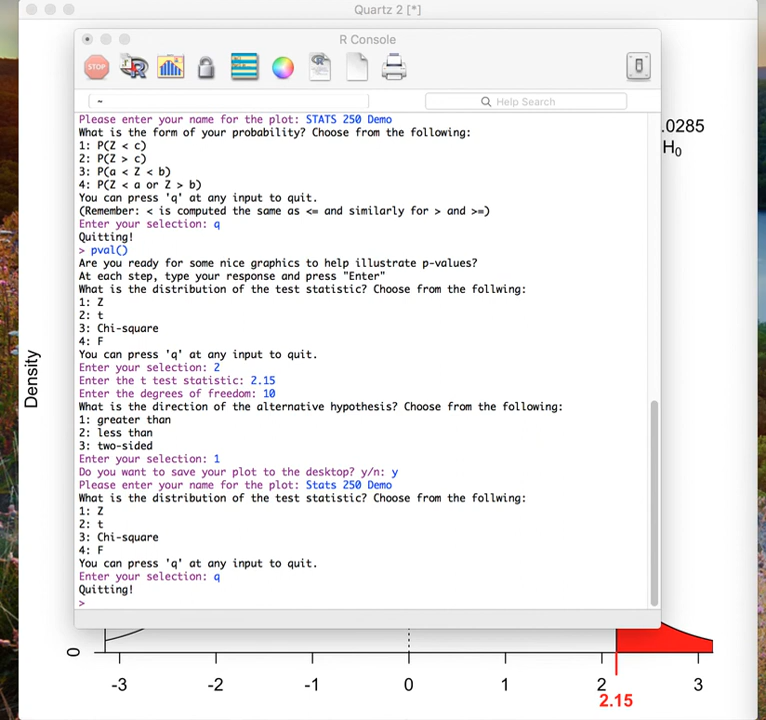 Quartz 2 [*]
R Console
STOP
R
~
Help Search
Please enter your name for the plot: STATS 250 Demo
What is the form of your probability? Choose from the following:
1: P(Z < c)
2: P(Z > c)
3: P(a < Z < b)
4: P(Z < a or Z > b)
You can press 'q' at any input to quit.
(Remember: < is computed the same as <= and similarly for > and >=)
Enter your selection: q
Quitting!
> pval()
Are you ready for some nice graphics to help illustrate p-values?
At each step, type your response and press "Enter"
What is the distribution of the test statistic? Choose from the follwing:
1: Z
2: t
3: Chi-square
4: F
You can press 'q' at any input to quit.
Enter your selection: 2
Enter the t test statistic: 2.15
Enter the degrees of freedom: 10
What is the direction of the alternative hypothesis? Choose from the following:
1: greater than
2: less than
3: two-sided
Enter your selection: 1
Do you want to save your plot to the desktop? y/n: y
Please enter your name for the plot: Stats 250 Demo
What is the distribution of the test statistic? Choose from the follwing:
1: Z
2: t
3: Chi-square
4: F
You can press 'q' at any input to quit.
Enter your selection: q
Quitting!
>
.0285
H₀
Density
0
-3 -2 -1 0 1 2 3
2.15